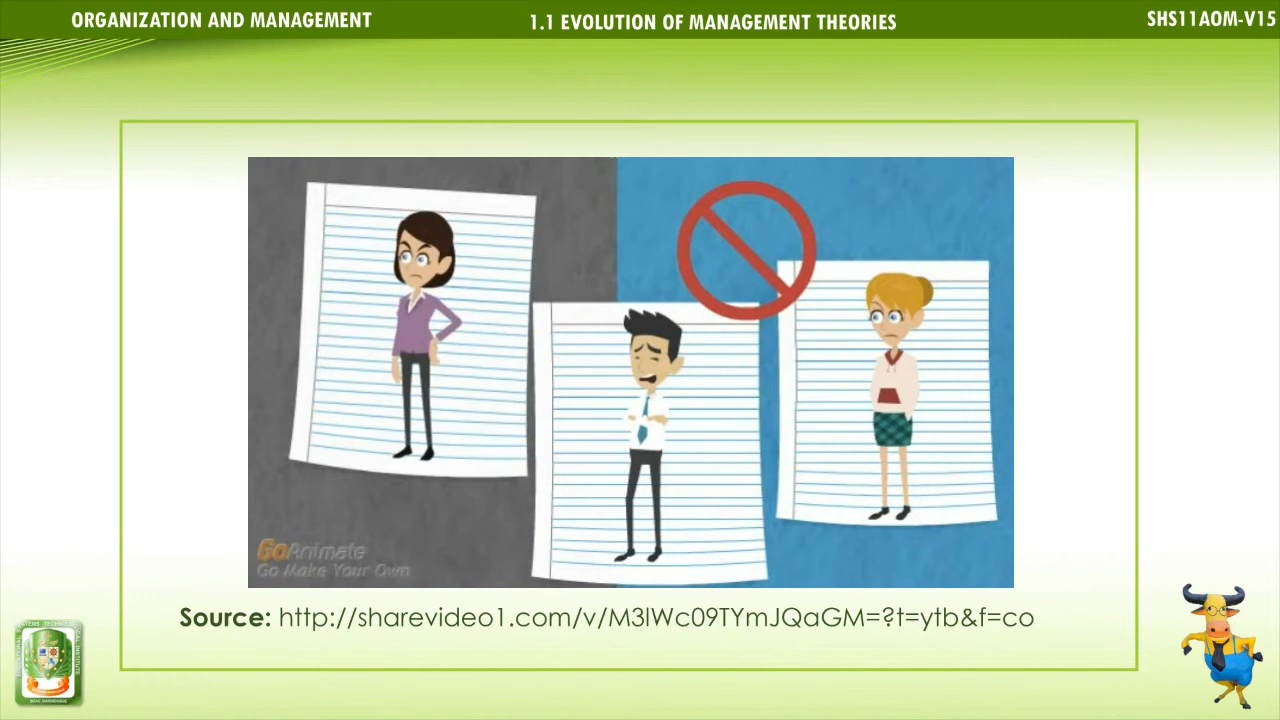 ORGANIZATION AND MANAGEMENT
1.1 EVOLUTION OF MANAGEMENT THEORIES
SHS11AOM-V15
GoAnimate
Go Make Your Own
Source: http://sharevideo1.com/v/M3lWc09TYmJQaGM=?t=ytb&f=co